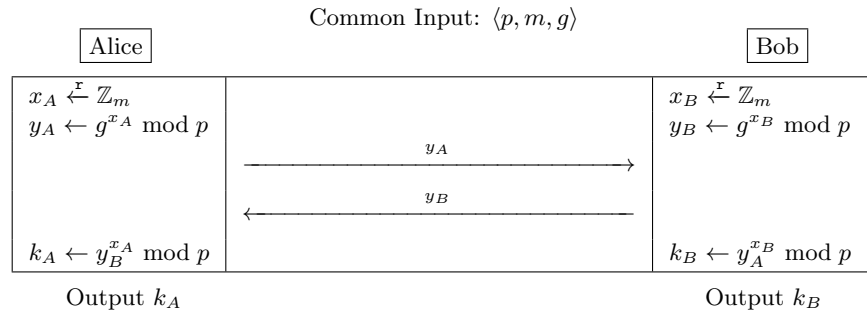 Common Input: ⟨p, m, g⟩
Alice
Bob
x_A ←^r ℤ_m
x_B ←^r ℤ_m
y_A ← g^{x_A} mod p
y_B ← g^{x_B} mod p
y_A
y_B
k_A ← y_B^{x_A} mod p
k_B ← y_A^{x_B} mod p
Output k_A
Output k_B